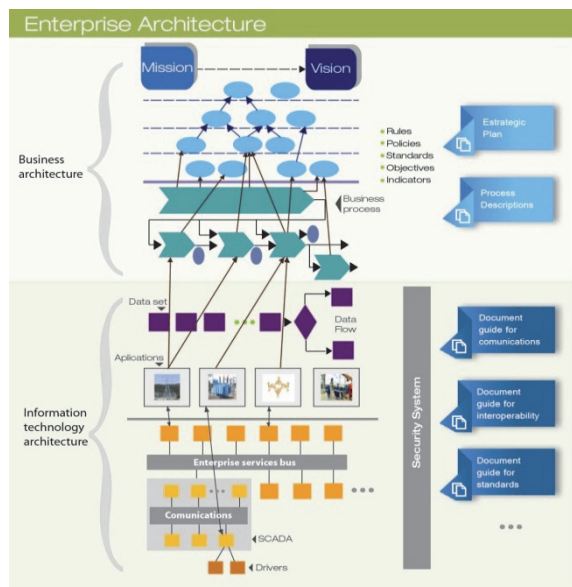 Enterprise Architecture
Mission
Vision
Business
architecture
Rules
Policies
Standards
Objectives
Indicators
Estrategic
Plan
Business
process
Process
Descriptions
Data set
Data
Flow
Aplications
Information
technology
architecture
Enterprise services bus
Comunications
SCADA
Drivers
Security System
Document
guide for
comunications
Document
guide for
interoperability
Document
guide for
standards